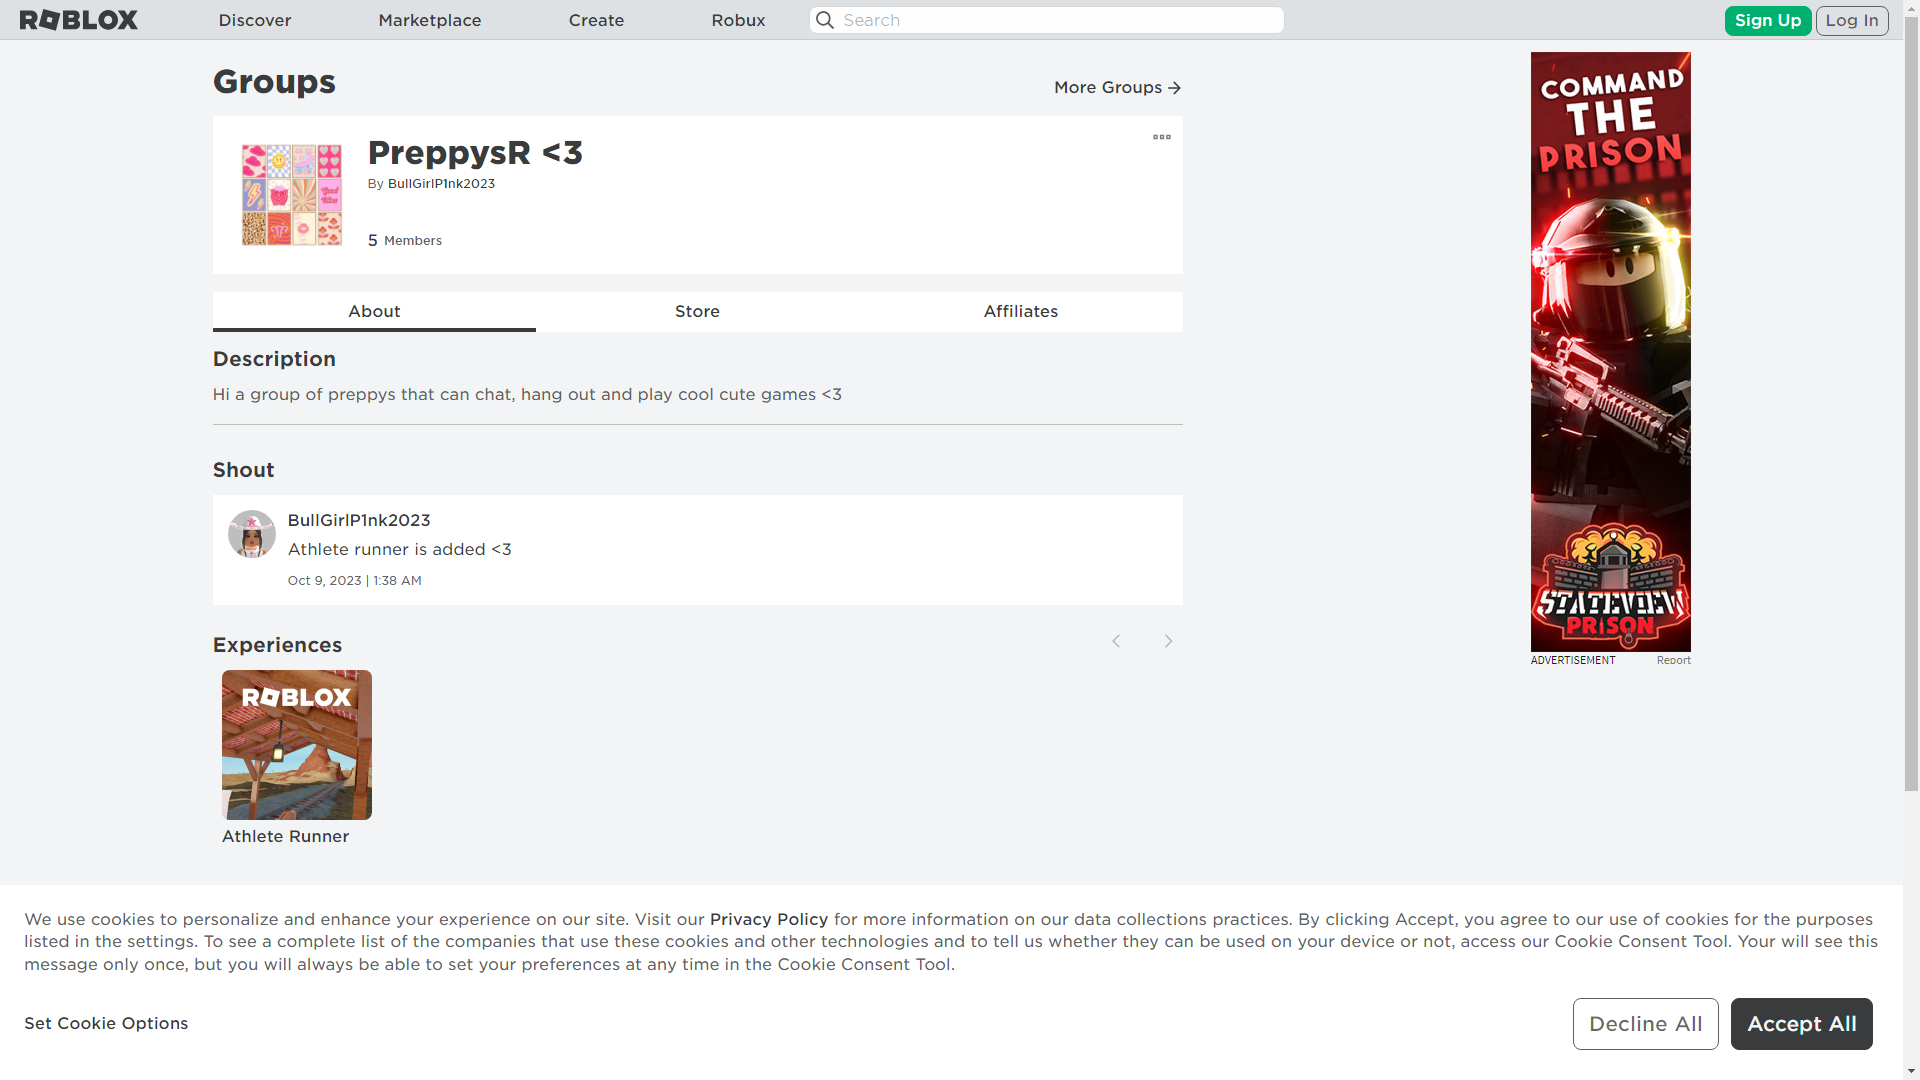 ROBLOX
Discover
Marketplace
Create
Robux
Search
Sign Up
Log In
Groups
More Groups
PreppysR <3
By BullGirlP1nk2023
5 Members
About
Store
Affiliates
Description
Hi a group of preppys that can chat, hang out and play cool cute games <3
Shout
BullGirlP1nk2023
Athlete runner is added <3
Oct 9, 2023 | 1:38 AM
Experiences
ROBLOX
Athlete Runner
COMMAND
THE
PRISON
STATEVIEW
PRISON
ADVERTISEMENT
Report
We use cookies to personalize and enhance your experience on our site. Visit our Privacy Policy for more information on our data collections practices. By clicking Accept, you agree to our use of cookies for the purposes
listed in the settings. To see a complete list of the companies that use these cookies and other technologies and to tell us whether they can be used on your device or not, access our Cookie Consent Tool. Your will see this
message only once, but you will always be able to set your preferences at any time in the Cookie Consent Tool.
Set Cookie Options
Decline All
Accept All